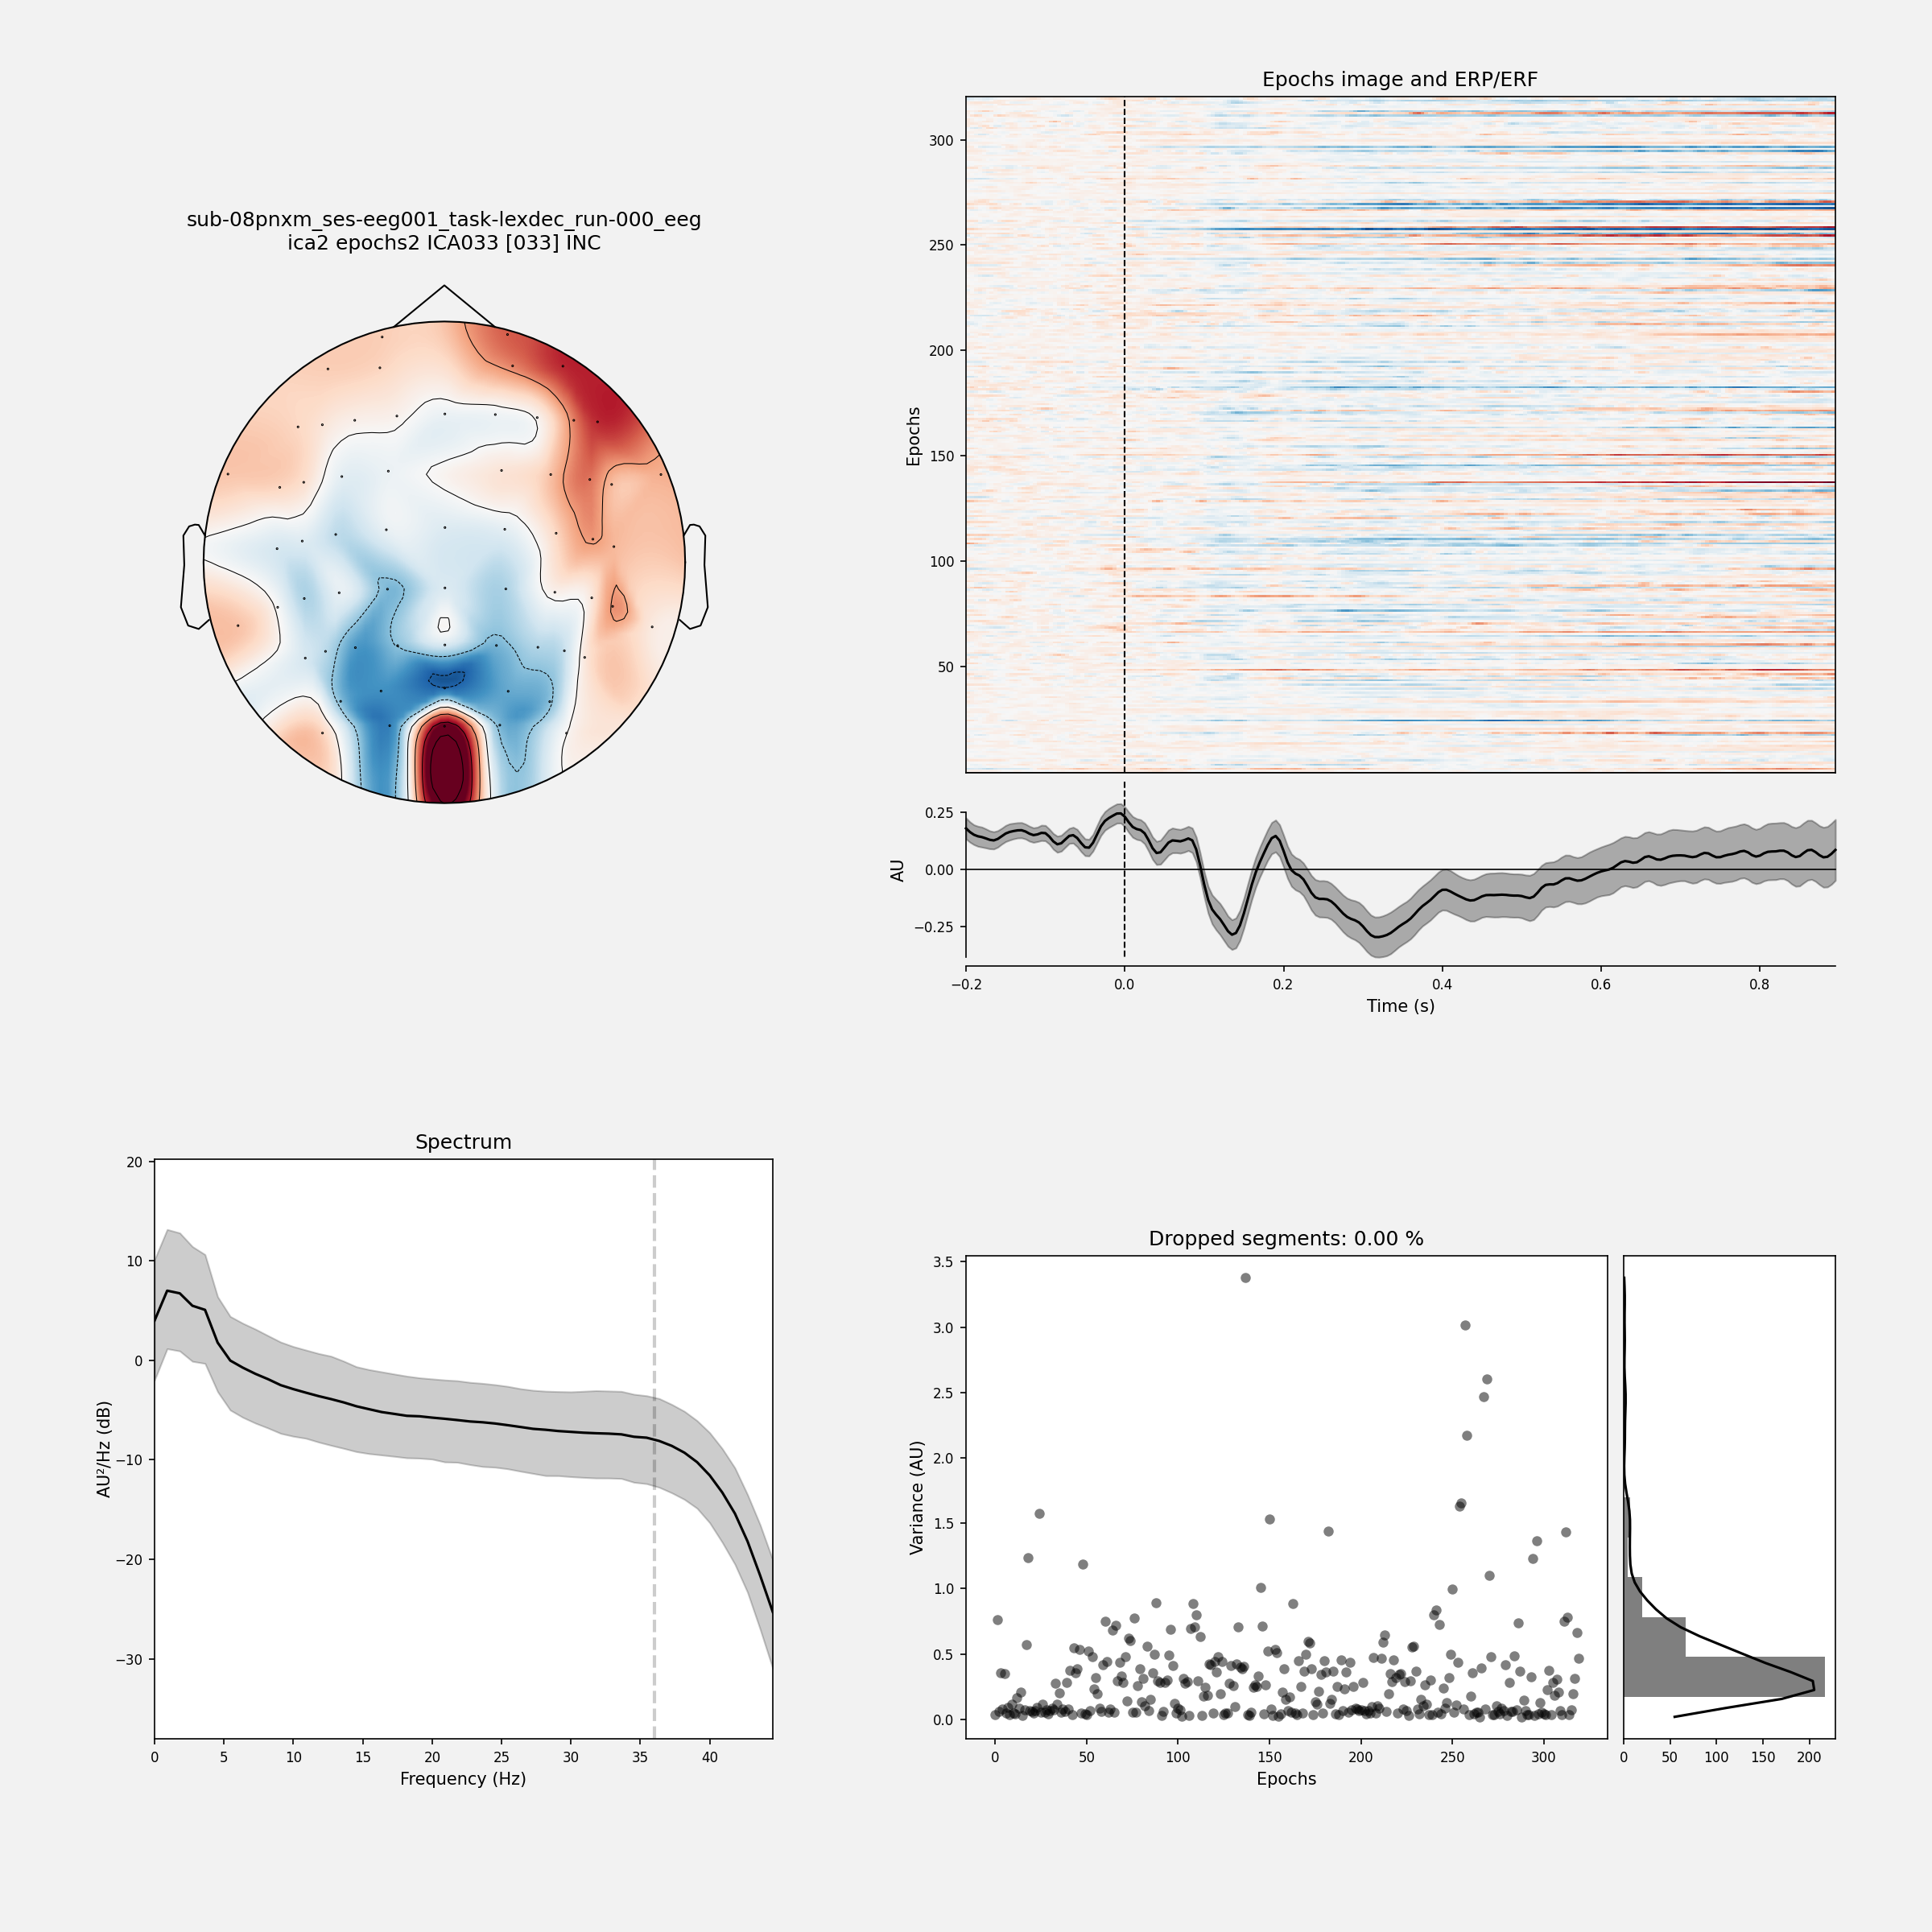 sub-08pnxm_ses-eeg001_task-lexdec_run-000_eeg
ica2 epochs2 ICA033 [033] INC
Epochs image and ERP/ERF
300
250
200
150
100
50
Epochs
0.25
0.00
−0.25
AU
−0.2 0.0 0.2 0.4 0.6 0.8
Time (s)
Spectrum
20
10
0
−10
−20
−30
AU²/Hz (dB)
0 5 10 15 20 25 30 35 40
Frequency (Hz)
Dropped segments: 0.00 %
3.5
3.0
2.5
2.0
1.5
1.0
0.5
0.0
Variance (AU)
0 50 100 150 200 250 300
Epochs
0 50 100 150 200